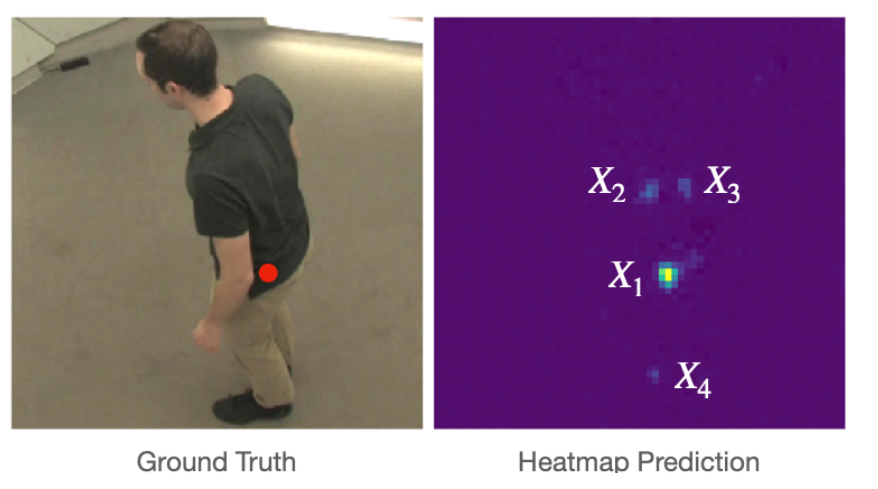 X₂ X₃
X₁
X₄
Ground Truth Heatmap Prediction